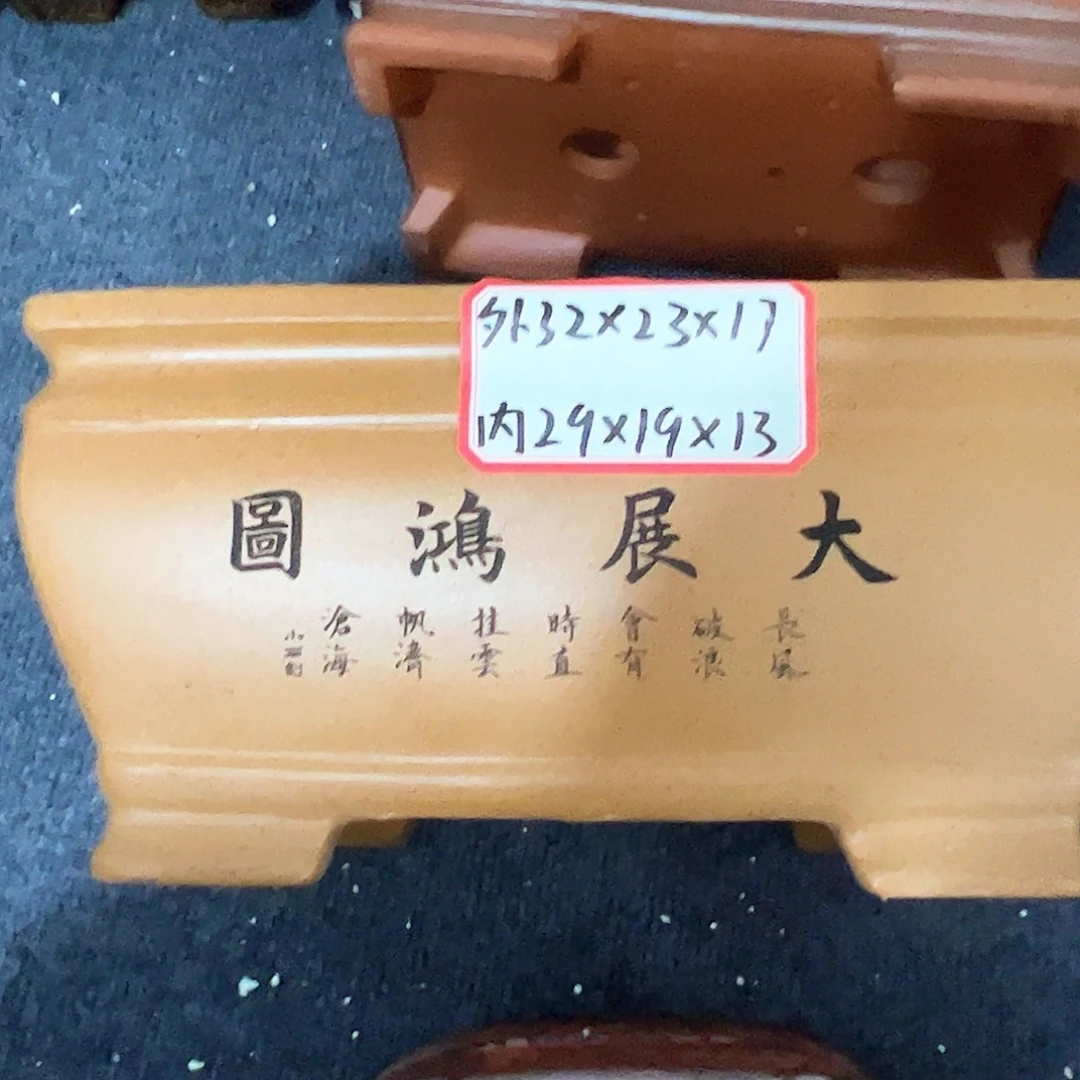 外32×23×17
内29×19×13
大展鴻圖
長風
破浪
會有
時直
挂雲
帆濟
滄海